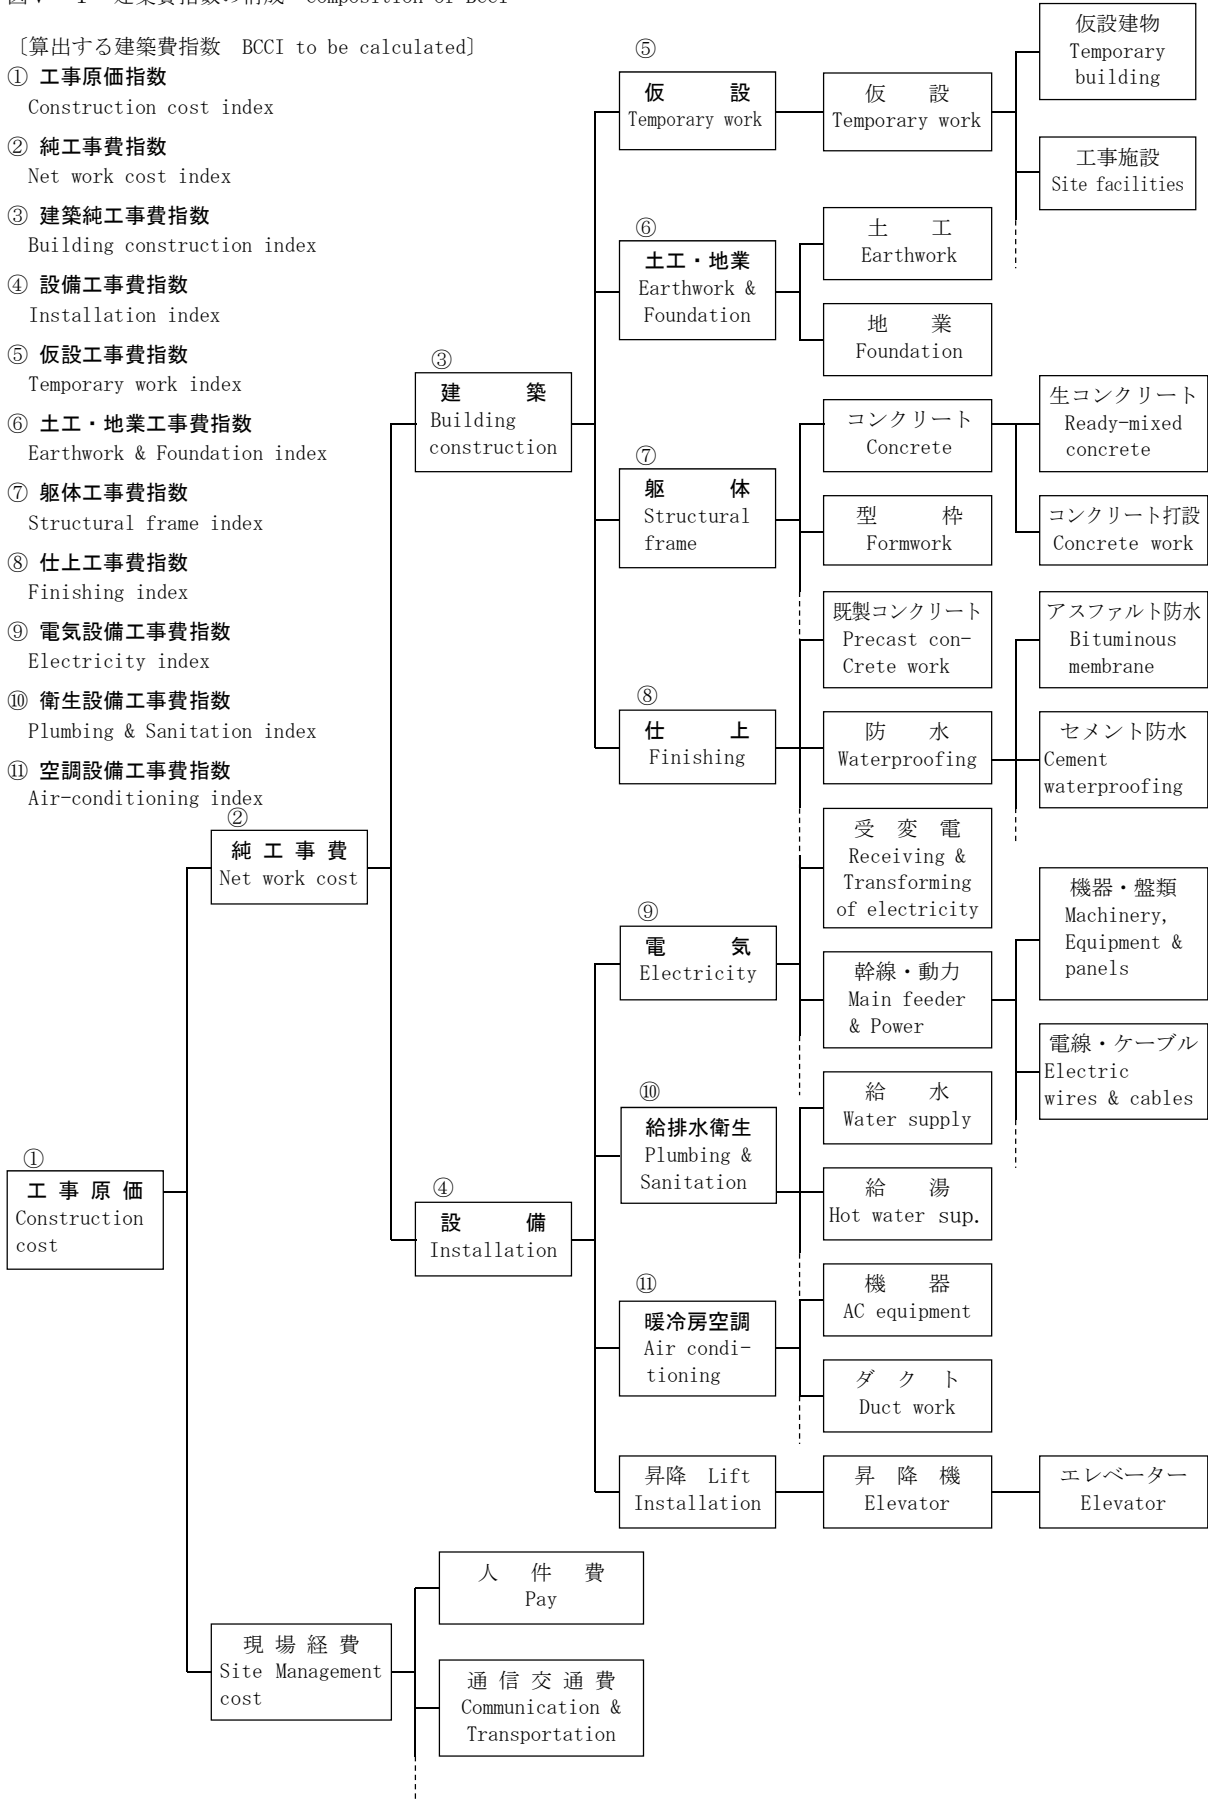 〔算出する建築費指数　BCCI to be calculated〕
① 工事原価指数
Construction cost index
② 純工事費指数
Net work cost index
③ 建築純工事費指数
Building construction index
④ 設備工事費指数
Installation index
⑤ 仮設工事費指数
Temporary work index
⑥ 土工・地業工事費指数
Earthwork & Foundation index
⑦ 躯体工事費指数
Structural frame index
⑧ 仕上工事費指数
Finishing index
⑨ 電気設備工事費指数
Electricity index
⑩ 衛生設備工事費指数
Plumbing & Sanitation index
⑪ 空調設備工事費指数
Air-conditioning index
①
工 事 原 価
Construction
cost
②
純 工 事 費
Net work cost
現 場 経 費
Site Management
cost
③
建　　築
Building
construction
④
設　　備
Installation
人　件　費
Pay
通 信 交 通 費
Communication &
Transportation
⑤
仮　　設
Temporary work
⑥
土工・地業
Earthwork &
Foundation
⑦
躯　　体
Structural
frame
⑧
仕　　上
Finishing
⑨
電　　気
Electricity
⑩
給排水衛生
Plumbing &
Sanitation
⑪
暖冷房空調
Air condi-
tioning
昇降 Lift
Installation
仮　　設
Temporary work
土　　工
Earthwork
地　　業
Foundation
コンクリート
Concrete
型　　枠
Formwork
既製コンクリート
Precast con-
Crete work
防　　水
Waterproofing
受 変 電
Receiving &
Transforming
of electricity
幹線・動力
Main feeder
& Power
給　　水
Water supply
給　　湯
Hot water sup.
機　　器
AC equipment
ダ ク ト
Duct work
昇 降 機
Elevator
仮設建物
Temporary
building
工事施設
Site facilities
生コンクリート
Ready-mixed
concrete
コンクリート打設
Concrete work
アスファルト防水
Bituminous
membrane
セメント防水
Cement
waterproofing
機器・盤類
Machinery,
Equipment &
panels
電線・ケーブル
Electric
wires & cables
エレベーター
Elevator